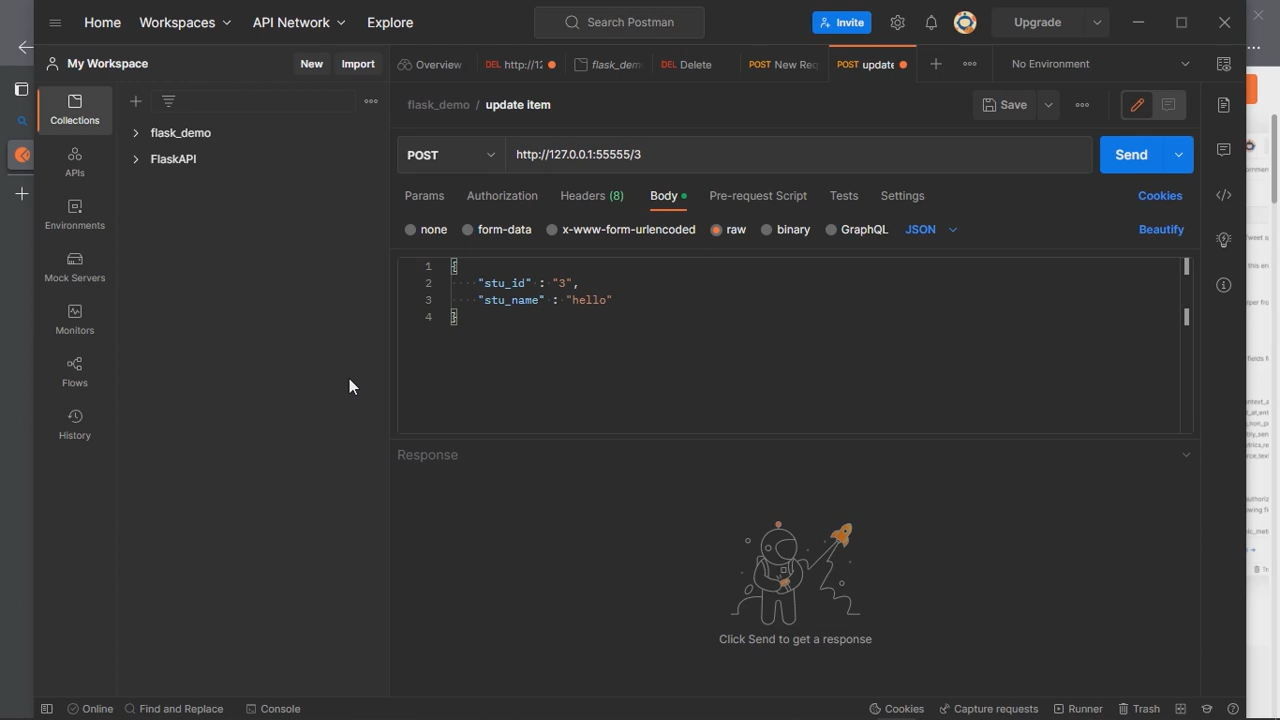 Home Workspaces API Network Explore Search Postman Invite Upgrade
My Workspace New Import Overview DEL http://12 flask_dem DEL Delete POST New Req POST update No Environment
Collections
flask_demo / update item Save
flask_demo
FlaskAPI
POST http://127.0.0.1:55555/3 Send
APIs
Params Authorization Headers (8) Body Pre-request Script Tests Settings Cookies
Environments
none form-data x-www-form-urlencoded raw binary GraphQL JSON Beautify
Mock Servers
1 {
2 "stu_id" : "3",
3 "stu_name" : "hello"
4 }
Monitors
Flows
History
Response
Click Send to get a response
Online Find and Replace Console Cookies Capture requests Runner Trash